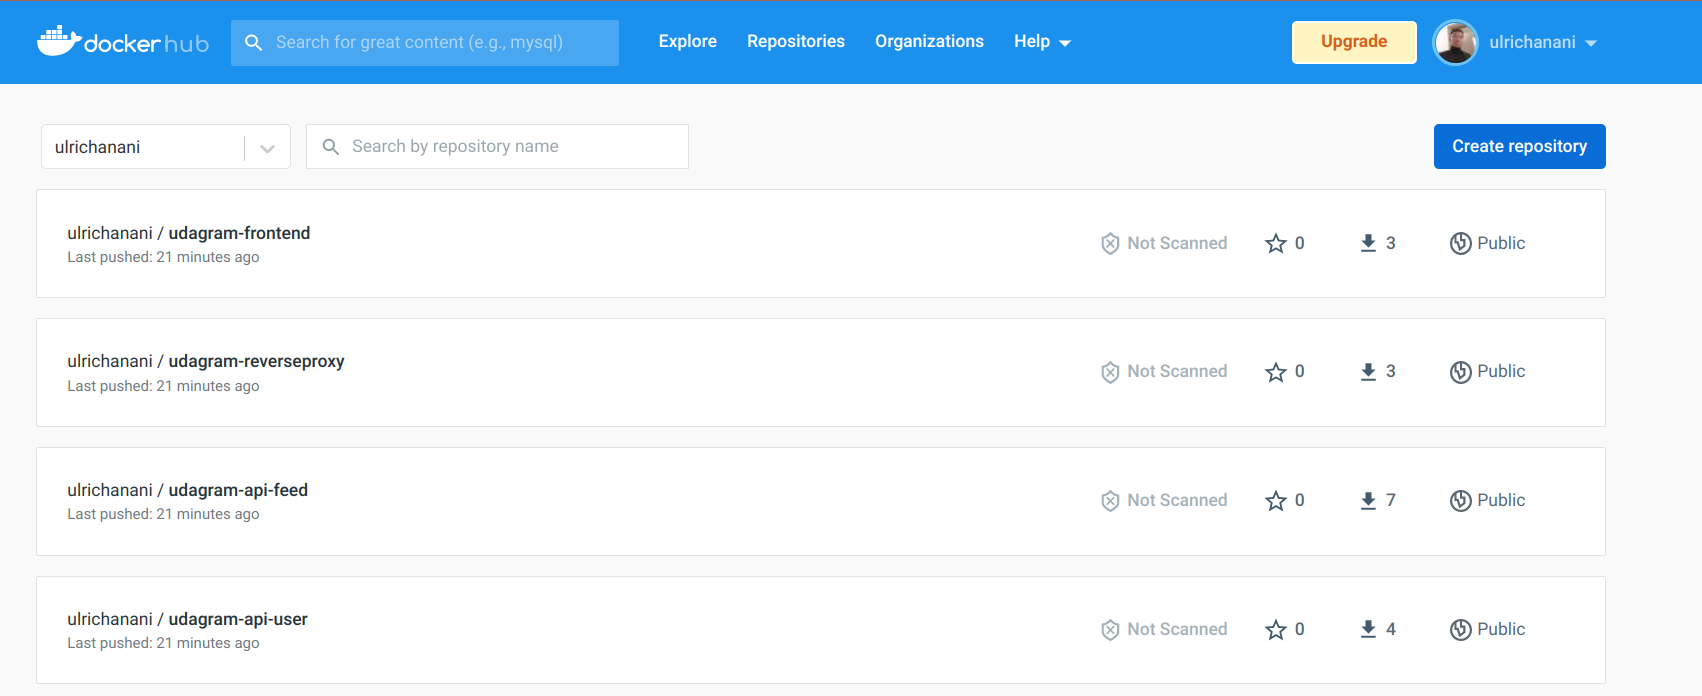 dockerhub
Search for great content (e.g., mysql)
Explore
Repositories
Organizations
Help
Upgrade
ulrichanani
ulrichanani
Search by repository name
Create repository
ulrichanani / udagram-frontend
Last pushed: 21 minutes ago
Not Scanned
0
3
Public
ulrichanani / udagram-reverseproxy
Last pushed: 21 minutes ago
Not Scanned
0
3
Public
ulrichanani / udagram-api-feed
Last pushed: 21 minutes ago
Not Scanned
0
7
Public
ulrichanani / udagram-api-user
Last pushed: 21 minutes ago
Not Scanned
0
4
Public